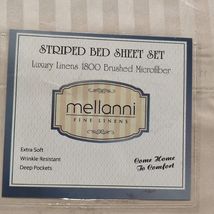 STRIPED BED SHEET SET
Luxury Linens 1800 Brushed Microfiber
mellanni
FINE LINENS
Extra Soft
Wrinkle Resistant
Deep Pockets
Come Home
To Comfort